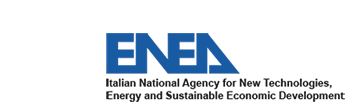 ENEA
Italian National Agency for New Technologies,
Energy and Sustainable Economic Development